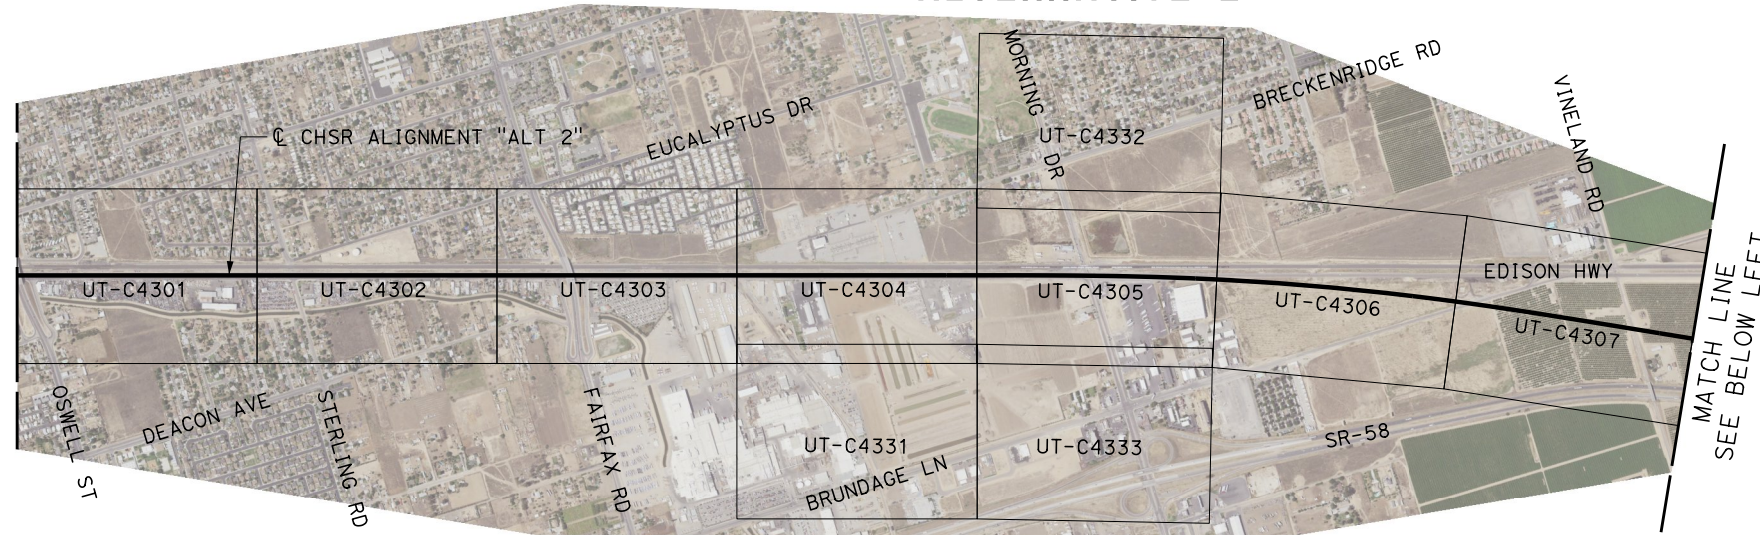 MORNING DR
BRECKENRIDGE RD
VINELAND RD
EUCALYPTUS DR
℄ CHSR ALIGNMENT "ALT 2"
UT-C4332
EDISON HWY
UT-C4301
UT-C4302
UT-C4303
UT-C4304
UT-C4305
UT-C4306
UT-C4307
MATCH LINE
SEE BELOW LEFT
OSWELL ST
DEACON AVE
STERLING RD
FAIRFAX RD
UT-C4331
BRUNDAGE LN
UT-C4333
SR-58